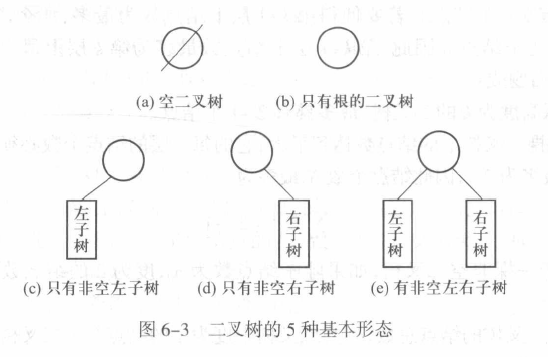 (a) 空二叉树
(b) 只有根的二叉树
左子树
右子树
左子树
右子树
(c) 只有非空左子树
(d) 只有非空右子树
(e) 有非空左右子树
图 6-3 二叉树的 5 种基本形态